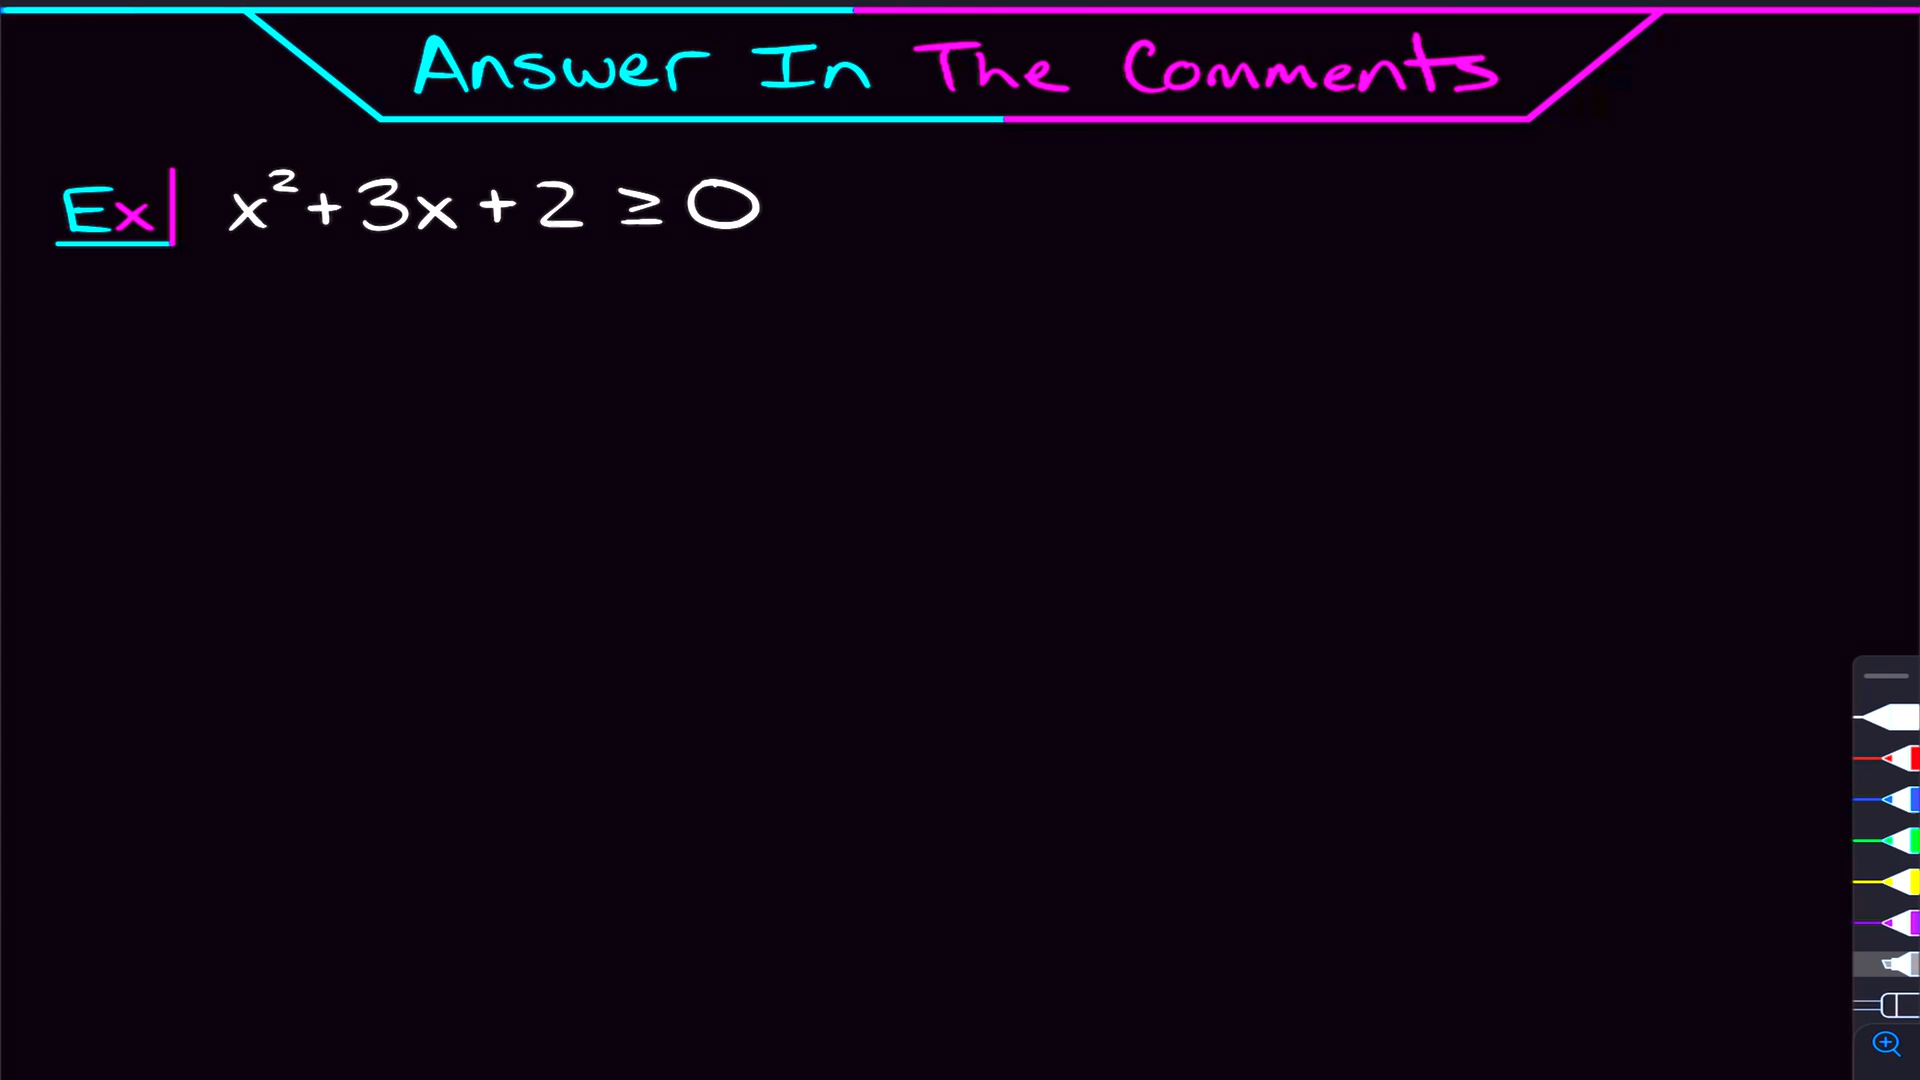 Answer In The Comments
Ex| x²+3x+2 ≥ 0